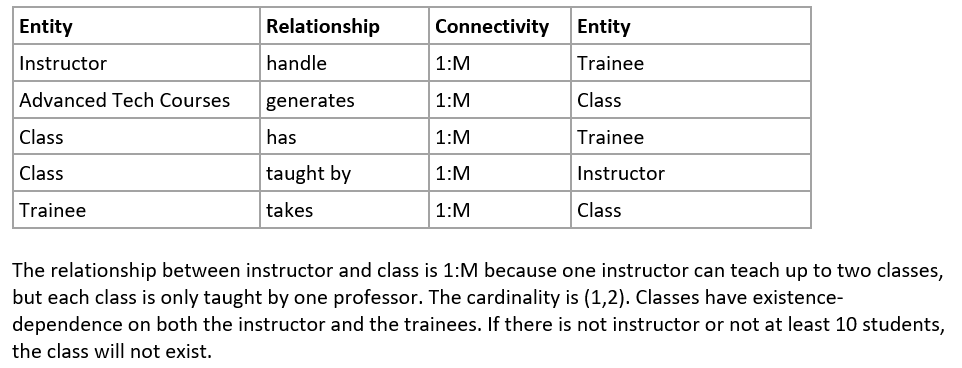 Entity Relationship Connectivity Entity
Instructor handle 1:M Trainee
Advanced Tech Courses generates 1:M Class
Class has 1:M Trainee
Class taught by 1:M Instructor
Trainee takes 1:M Class
The relationship between instructor and class is 1:M because one instructor can teach up to two classes,
but each class is only taught by one professor. The cardinality is (1,2). Classes have existence-
dependence on both the instructor and the trainees. If there is not instructor or not at least 10 students,
the class will not exist.